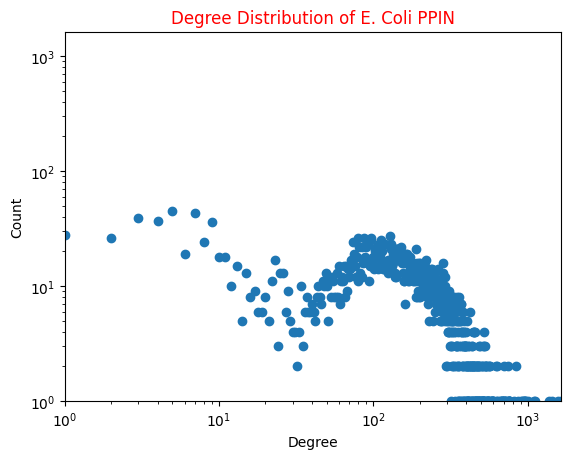 Degree Distribution of E. Coli PPIN
10³
10²
10¹
10⁰
Count
10⁰ 10¹ 10² 10³
Degree